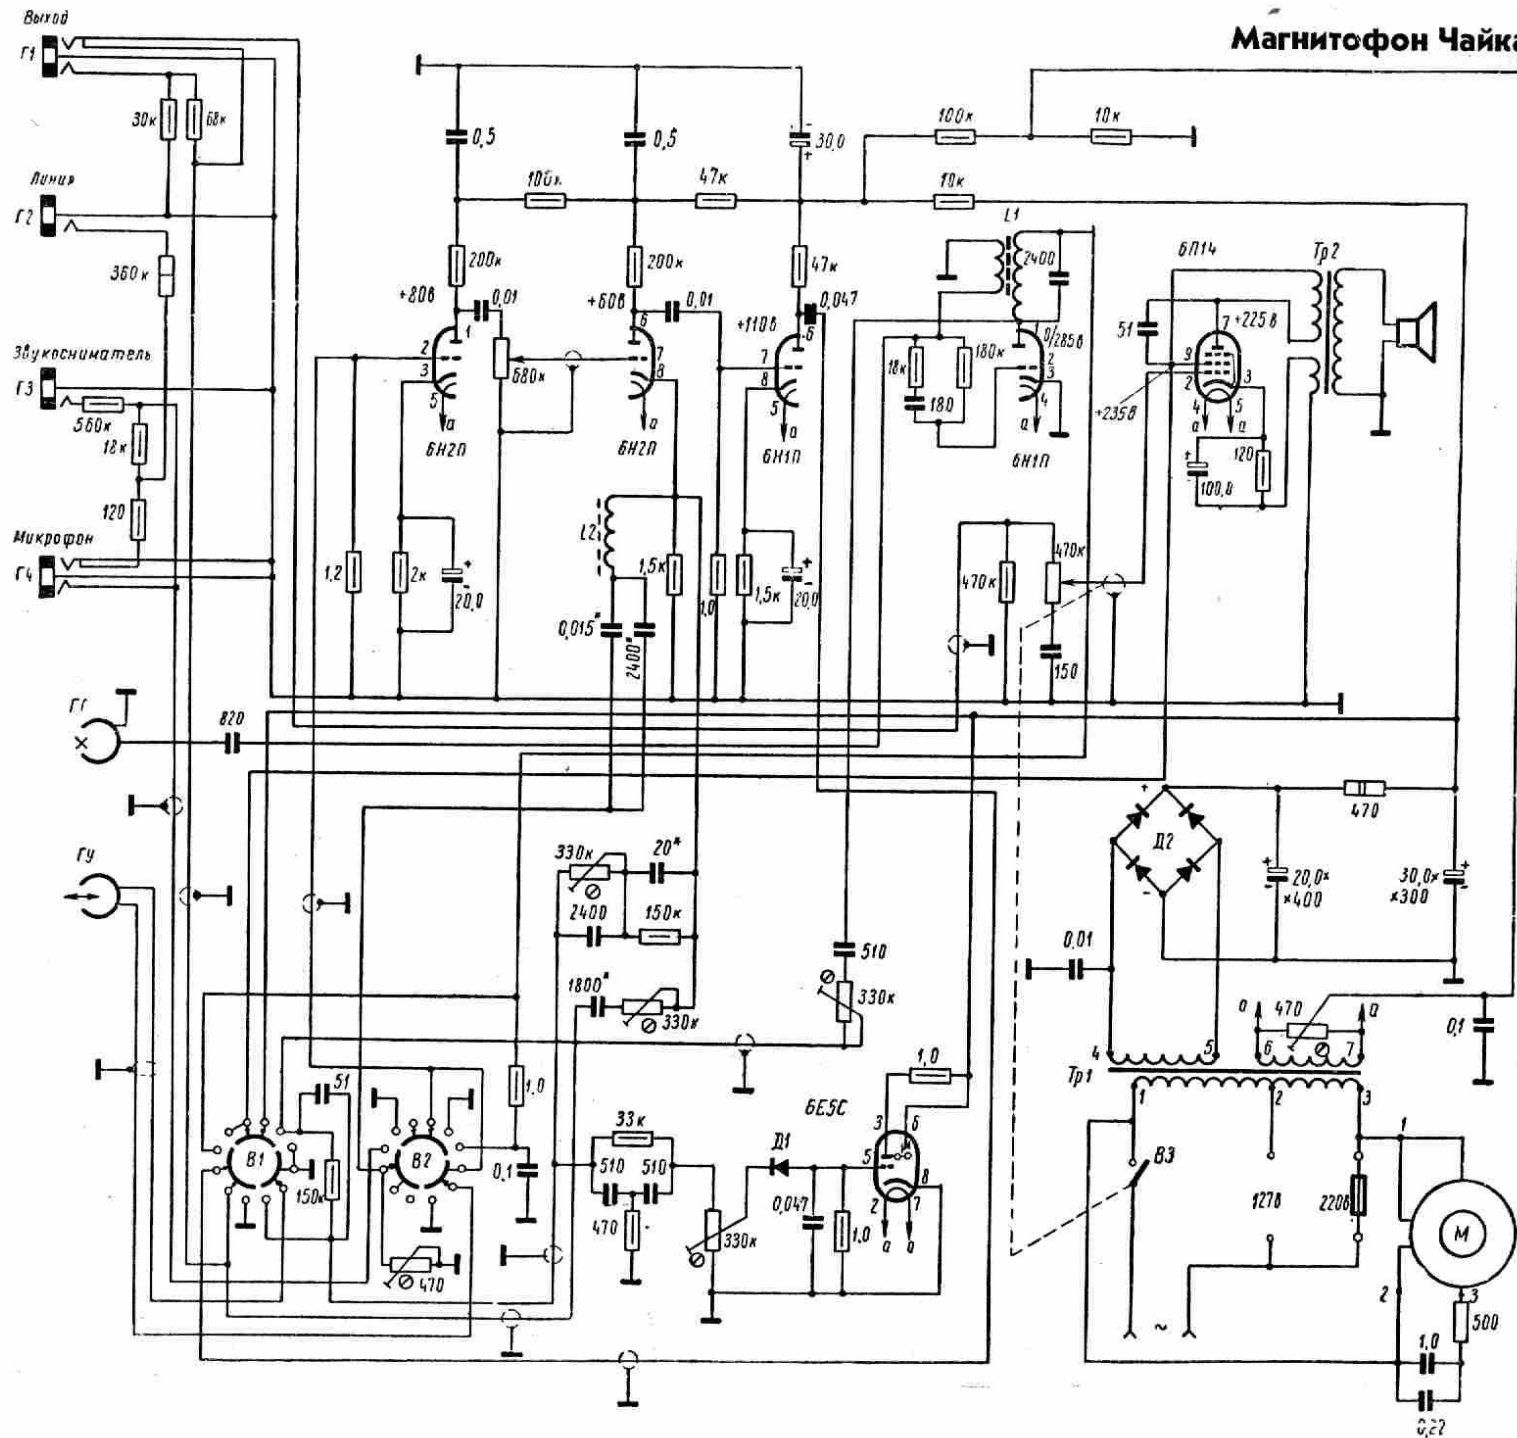 Выход
Магнитофон Чайка
Г1
30к
68к
0,5
0,5
30,0
100к
10к
Линия
Г2
360к
100к
47к
10к
L1
200к
200к
47к
2400
6П14
Тр2
+80в
0,01
+60в
0,01
0,047
+110в
0/285в
51
+225в
Звукосниматель
Г3
560к
18к
120
680к
18к
180к
180
+235в
120
100,0
6Н2П
6Н2П
6Н1П
6Н1П
Микрофон
Г4
1,2
2к
20,0
L2
0,015*
2400*
1,5к
1,0
1,5к
20,0
470к
470к
150
ГГ
820
ГУ
330к
20*
2400
150к
1800*
330к
510
330к
Д2
470
20,0×
×400
30,0×
×300
0,01
470
0,1
Тр1
51
1,0
В1
150к
В2
0,1
470
33к
510
510
470
Д1
330к
0,047
1,0
1,0
6Е5С
В3
127в
220в
М
500
1,0
0,22